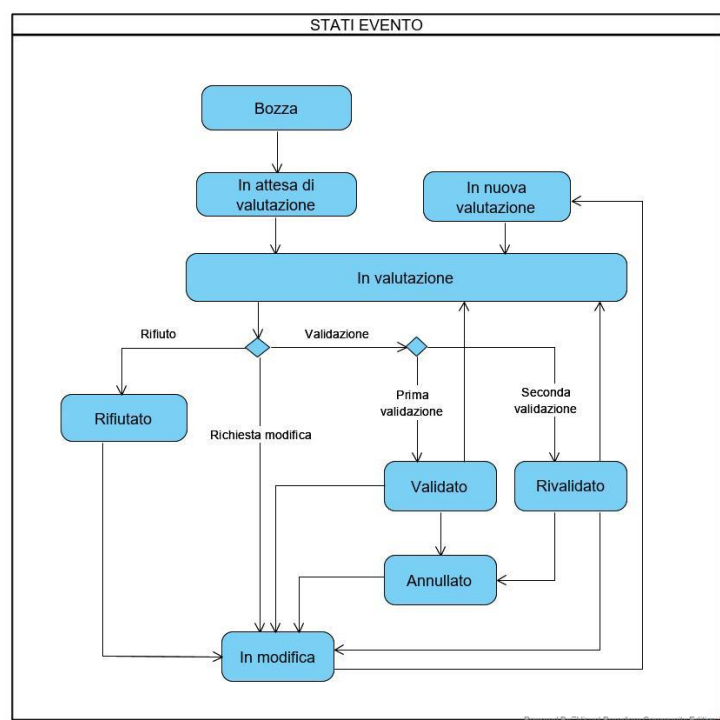 STATI EVENTO
Bozza
In attesa di
valutazione
In nuova
valutazione
In valutazione
Rifiuto
Validazione
Prima
validazione
Seconda
validazione
Rifiutato
Richiesta modifica
Validato
Rivalidato
Annullato
In modifica